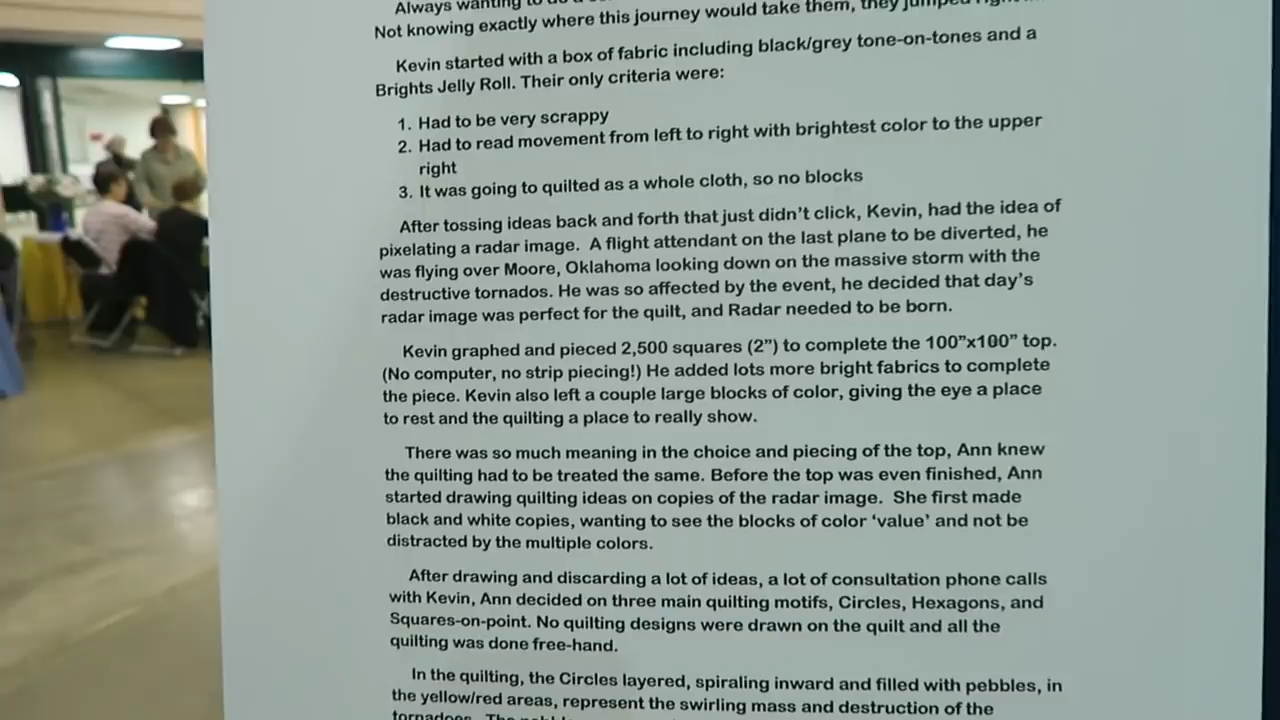 Always wanting to do a
Not knowing exactly where this journey would take them, they jumped
Kevin started with a box of fabric including black/grey tone-on-tones and a
Brights Jelly Roll. Their only criteria were:
1. Had to be very scrappy
2. Had to read movement from left to right with brightest color to the upper
right
3. It was going to quilted as a whole cloth, so no blocks
After tossing ideas back and forth that just didn't click, Kevin, had the idea of
pixelating a radar image. A flight attendant on the last plane to be diverted, he
was flying over Moore, Oklahoma looking down on the massive storm with the
destructive tornados. He was so affected by the event, he decided that day's
radar image was perfect for the quilt, and Radar needed to be born.
Kevin graphed and pieced 2,500 squares (2") to complete the 100"x100" top.
(No computer, no strip piecing!) He added lots more bright fabrics to complete
the piece. Kevin also left a couple large blocks of color, giving the eye a place
to rest and the quilting a place to really show.
There was so much meaning in the choice and piecing of the top, Ann knew
the quilting had to be treated the same. Before the top was even finished, Ann
started drawing quilting ideas on copies of the radar image. She first made
black and white copies, wanting to see the blocks of color 'value' and not be
distracted by the multiple colors.
After drawing and discarding a lot of ideas, a lot of consultation phone calls
with Kevin, Ann decided on three main quilting motifs, Circles, Hexagons, and
Squares-on-point. No quilting designs were drawn on the quilt and all the
quilting was done free-hand.
In the quilting, the Circles layered, spiraling inward and filled with pebbles, in
the yellow/red areas, represent the swirling mass and destruction of the
tornadoes. The